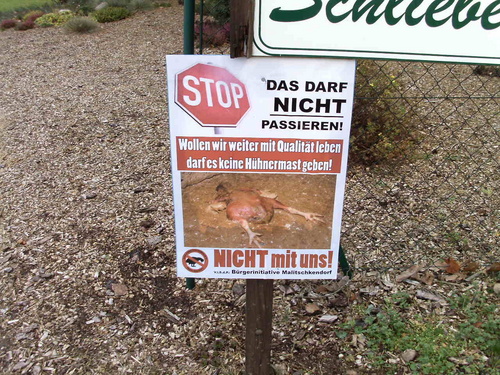 Schliebe
STOP
DAS DARF
NICHT
PASSIEREN!
Wollen wir weiter mit Qualität leben
darf es keine Hühnermast geben!
NICHT mit uns!
v.i.s.d.P. Bürgerinitiative Malitschkendorf